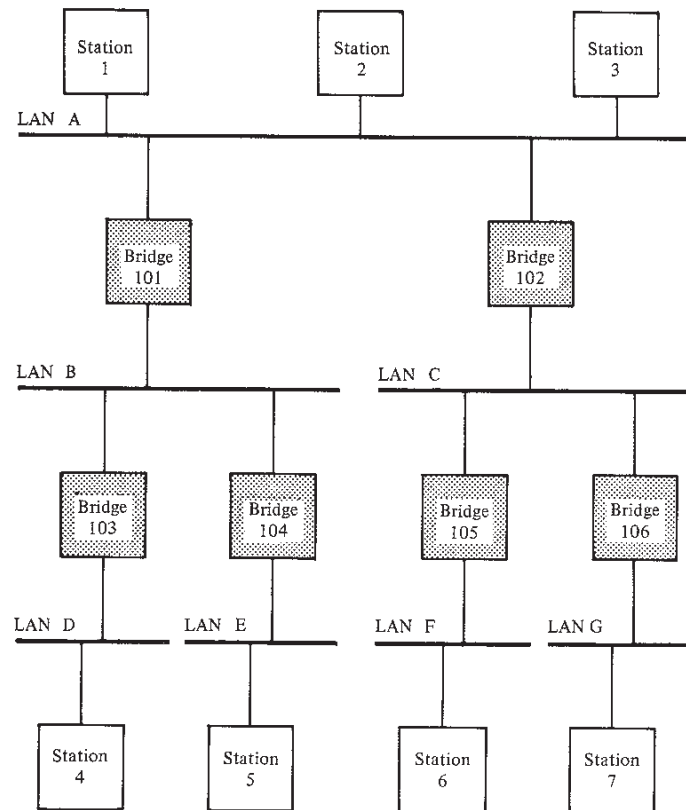 Station
1
Station
2
Station
3
LAN A
Bridge
101
Bridge
102
LAN B
LAN C
Bridge
103
Bridge
104
Bridge
105
Bridge
106
LAN D
LAN E
LAN F
LAN G
Station
4
Station
5
Station
6
Station
7